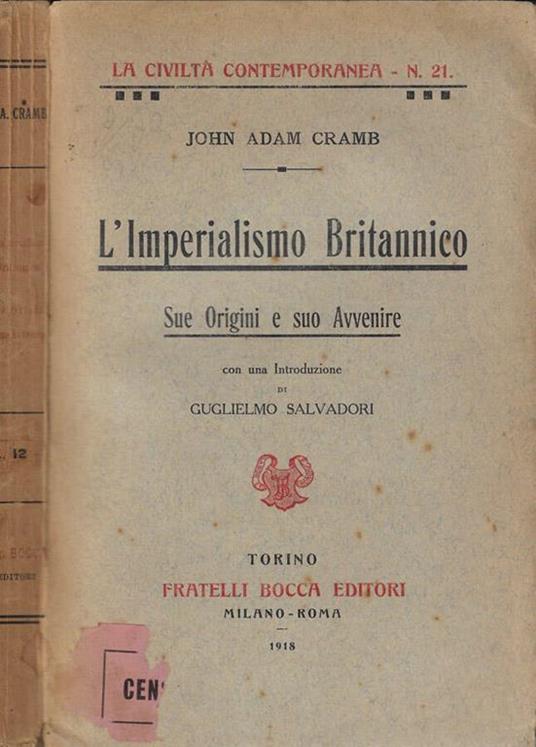 LA CIVILTÀ CONTEMPORANEA - N. 21.
JOHN ADAM CRAMB
L'Imperialismo Britannico
Sue Origini e suo Avvenire
con una Introduzione
DI
GUGLIELMO SALVADORI
TORINO
FRATELLI BOCCA EDITORI
MILANO-ROMA
1918
CEN
A. CRAMB
12
BOCCA
EDITORI